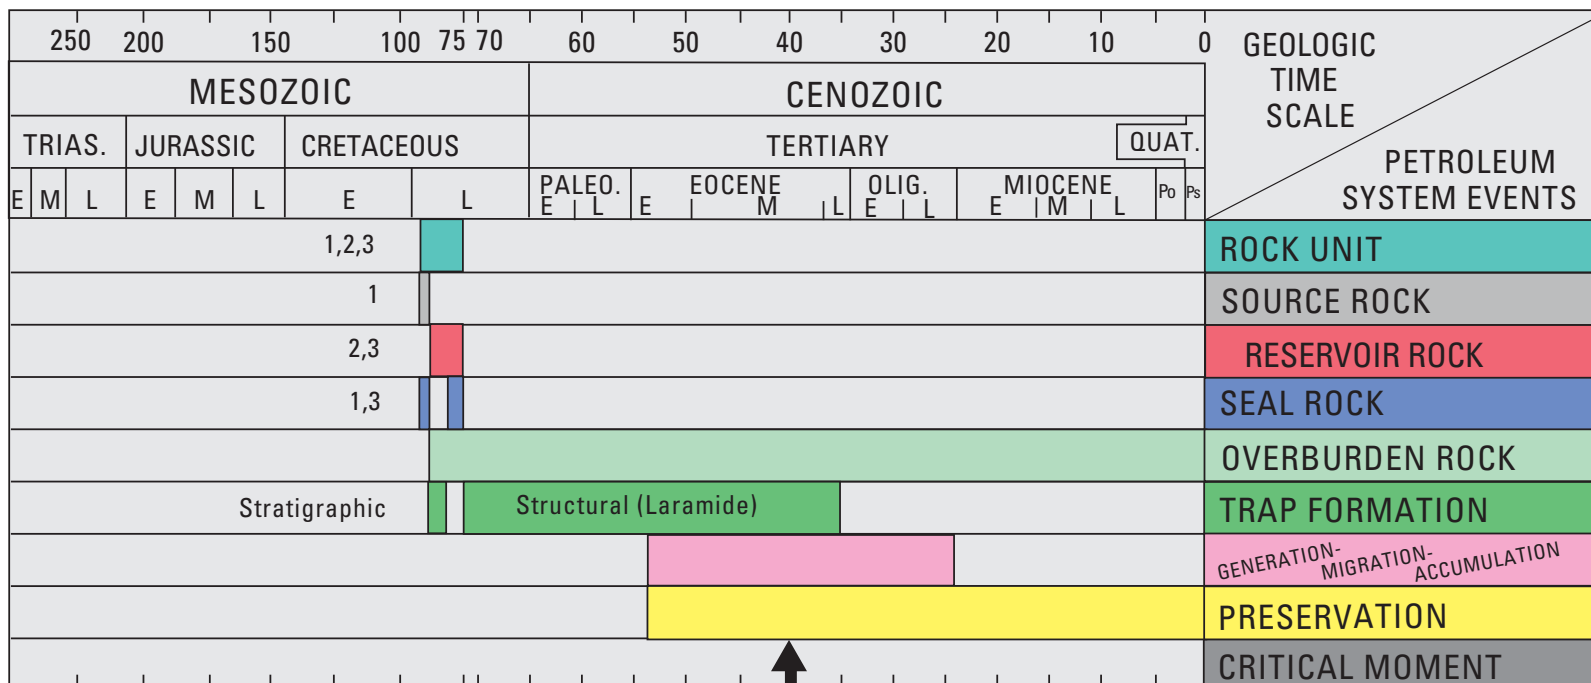 250 200 150 100 75 70 60 50 40 30 20 10 0
GEOLOGIC
TIME
SCALE
PETROLEUM
SYSTEM EVENTS
MESOZOIC CENOZOIC
TRIAS. JURASSIC CRETACEOUS TERTIARY QUAT.
PALEO. EOCENE OLIG. MIOCENE
E M L E M L E L E L E M L E L E M L Po Ps
1,2,3 ROCK UNIT
1 SOURCE ROCK
2,3 RESERVOIR ROCK
1,3 SEAL ROCK
OVERBURDEN ROCK
Stratigraphic Structural (Laramide) TRAP FORMATION
GENERATION-
MIGRATION-
ACCUMULATION
PRESERVATION
CRITICAL MOMENT